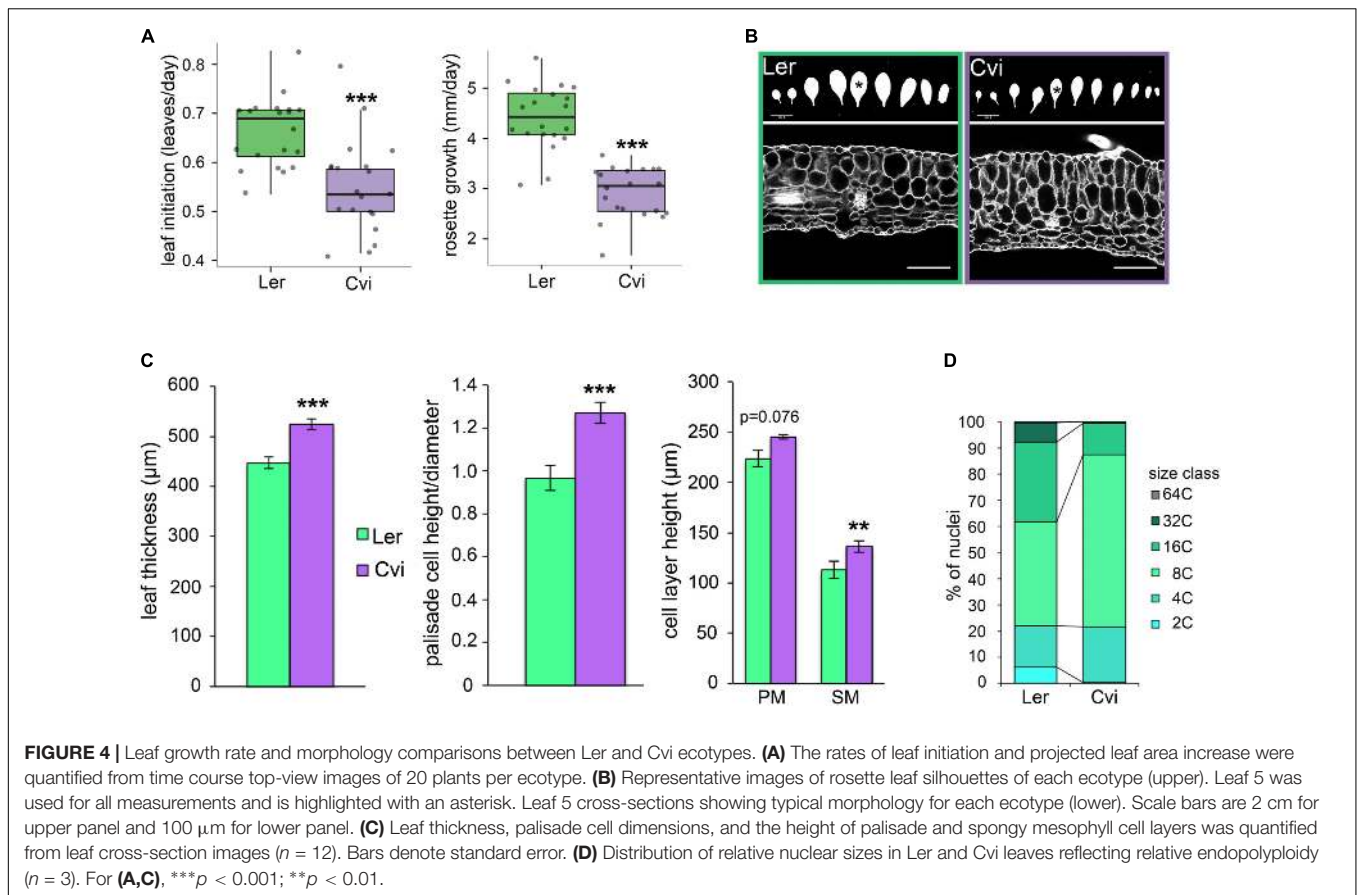 A
leaf initiation (leaves/day)
0.8
0.7
0.6
0.5
0.4
***
Ler
Cvi
rosette growth (mm/day)
5
4
3
2
***
Ler
Cvi
B
Ler
*
Cvi
*
C
leaf thickness (µm)
600
500
400
300
200
100
0
***
Ler
Cvi
palisade cell height/diameter
1.4
1.2
1.0
0.8
0.6
0.4
0.2
0
***
cell layer height (µm)
300
250
200
150
100
50
0
p=0.076
**
PM
SM
D
% of nuclei
100
90
80
70
60
50
40
30
20
10
0
Ler
Cvi
size class
64C
32C
16C
8C
4C
2C
FIGURE 4 | Leaf growth rate and morphology comparisons between Ler and Cvi ecotypes. (A) The rates of leaf initiation and projected leaf area increase were
quantified from time course top-view images of 20 plants per ecotype. (B) Representative images of rosette leaf silhouettes of each ecotype (upper). Leaf 5 was
used for all measurements and is highlighted with an asterisk. Leaf 5 cross-sections showing typical morphology for each ecotype (lower). Scale bars are 2 cm for
upper panel and 100 µm for lower panel. (C) Leaf thickness, palisade cell dimensions, and the height of palisade and spongy mesophyll cell layers was quantified
from leaf cross-section images (n = 12). Bars denote standard error. (D) Distribution of relative nuclear sizes in Ler and Cvi leaves reflecting relative endopolyploidy
(n = 3). For (A,C), ***p < 0.001; **p < 0.01.